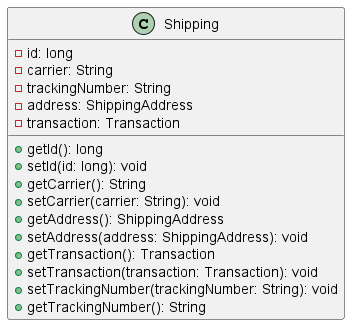 C Shipping
id: long
carrier: String
trackingNumber: String
address: ShippingAddress
transaction: Transaction
getId(): long
setId(id: long): void
getCarrier(): String
setCarrier(carrier: String): void
getAddress(): ShippingAddress
setAddress(address: ShippingAddress): void
getTransaction(): Transaction
setTransaction(transaction: Transaction): void
setTrackingNumber(trackingNumber: String): void
getTrackingNumber(): String